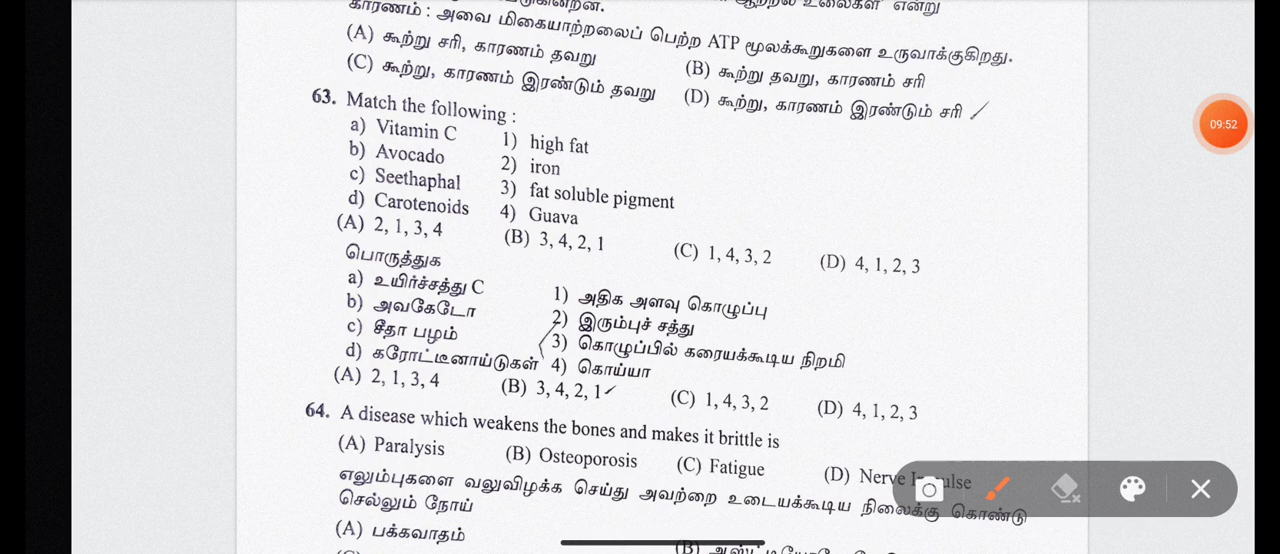 என்று
காரணம் : அவை மிகையாற்றலைப் பெற்ற ATP மூலக்கூறுகளை உருவாக்குகிறது.
(A) கூற்று சரி, காரணம் தவறு (B) கூற்று தவறு, காரணம் சரி
(C) கூற்று, காரணம் இரண்டும் தவறு (D) கூற்று, காரணம் இரண்டும் சரி
09:52
63. Match the following :
a) Vitamin C 1) high fat
b) Avocado 2) iron
c) Seethaphal 3) fat soluble pigment
d) Carotenoids 4) Guava
(A) 2, 1, 3, 4 (B) 3, 4, 2, 1 (C) 1, 4, 3, 2 (D) 4, 1, 2, 3
பொருத்துக
a) உயிர்ச்சத்து C 1) அதிக அளவு கொழுப்பு
b) அவகேடோ 2) இரும்புச் சத்து
c) சீதா பழம் 3) கொழுப்பில் கரையக்கூடிய நிறமி
d) கரோட்டீனாய்டுகள் 4) கொய்யா
(A) 2, 1, 3, 4 (B) 3, 4, 2, 1 (C) 1, 4, 3, 2 (D) 4, 1, 2, 3
64. A disease which weakens the bones and makes it brittle is
(A) Paralysis (B) Osteoporosis (C) Fatigue (D) Nerve
எலும்புகளை வலுவிழக்க செய்து அவற்றை உடையக்கூடிய நிலைக்கு கொண்டு
செல்லும் நோய்
(A) பக்கவாதம் (B)